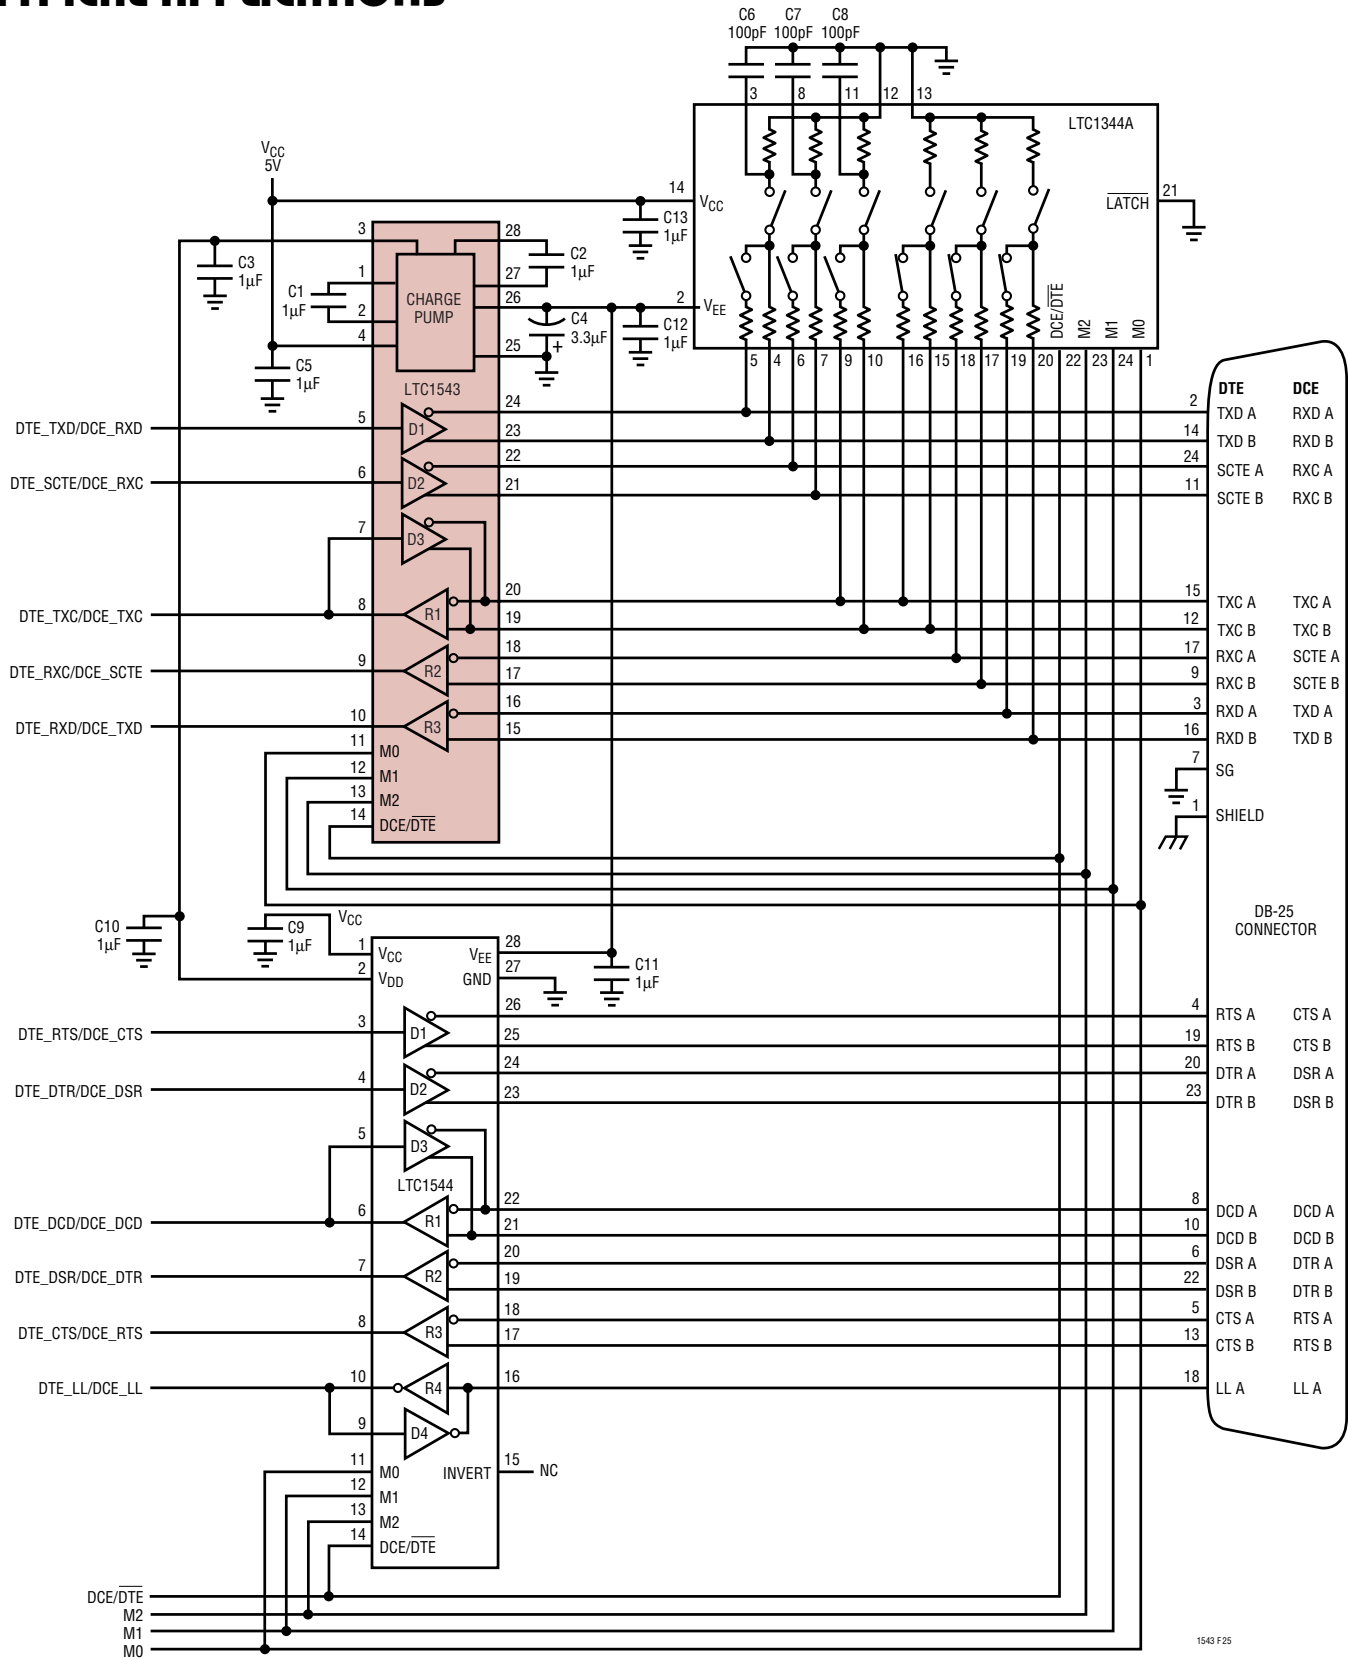 C6 C7 C8
100pF 100pF 100pF
3 8 11 12 13
LTC1344A
VCC
5V
14
VCC
21
LATCH
C13
1µF
3
28
C3
1µF
C2
1µF
1
27
CHARGE
PUMP
C1
1µF
2
26
2
VEE
C4
3.3µF
+
C12
1µF
4
25
DCE/DTE
M2
M1
M0
C5
1µF
LTC1543
5 4 6 7 9 10 16 15 18 17 19 20 22 23 24 1
DTE DCE
DTE_TXD/DCE_RXD 5 D1 24 2 TXD A RXD A
23 14 TXD B RXD B
DTE_SCTE/DCE_RXC 6 D2 22 24 SCTE A RXC A
21 11 SCTE B RXC B
7 D3
DTE_TXC/DCE_TXC 8 R1 20 15 TXC A TXC A
19 12 TXC B TXC B
DTE_RXC/DCE_SCTE 9 R2 18 17 RXC A SCTE A
17 9 RXC B SCTE B
DTE_RXD/DCE_TXD 10 R3 16 3 RXD A TXD A
15 16 RXD B TXD B
11 M0
12 M1
13 M2
14 DCE/DTE
7 SG
1 SHIELD
DB-25
CONNECTOR
C10
1µF
C9
1µF
VCC
1 VCC
2 VDD
VEE 28
GND 27
C11
1µF
DTE_RTS/DCE_CTS 3 D1 26 4 RTS A CTS A
25 19 RTS B CTS B
DTE_DTR/DCE_DSR 4 D2 24 20 DTR A DSR A
23 23 DTR B DSR B
5 D3
LTC1544
DTE_DCD/DCE_DCD 6 R1 22 8 DCD A DCD A
21 10 DCD B DCD B
DTE_DSR/DCE_DTR 7 R2 20 6 DSR A DTR A
19 22 DSR B DTR B
DTE_CTS/DCE_RTS 8 R3 18 5 CTS A RTS A
17 13 CTS B RTS B
DTE_LL/DCE_LL 10 R4 16 18 LL A LL A
9 D4
11 M0
INVERT 15 NC
12 M1
13 M2
14 DCE/DTE
DCE/DTE
M2
M1
M0
1543 F25